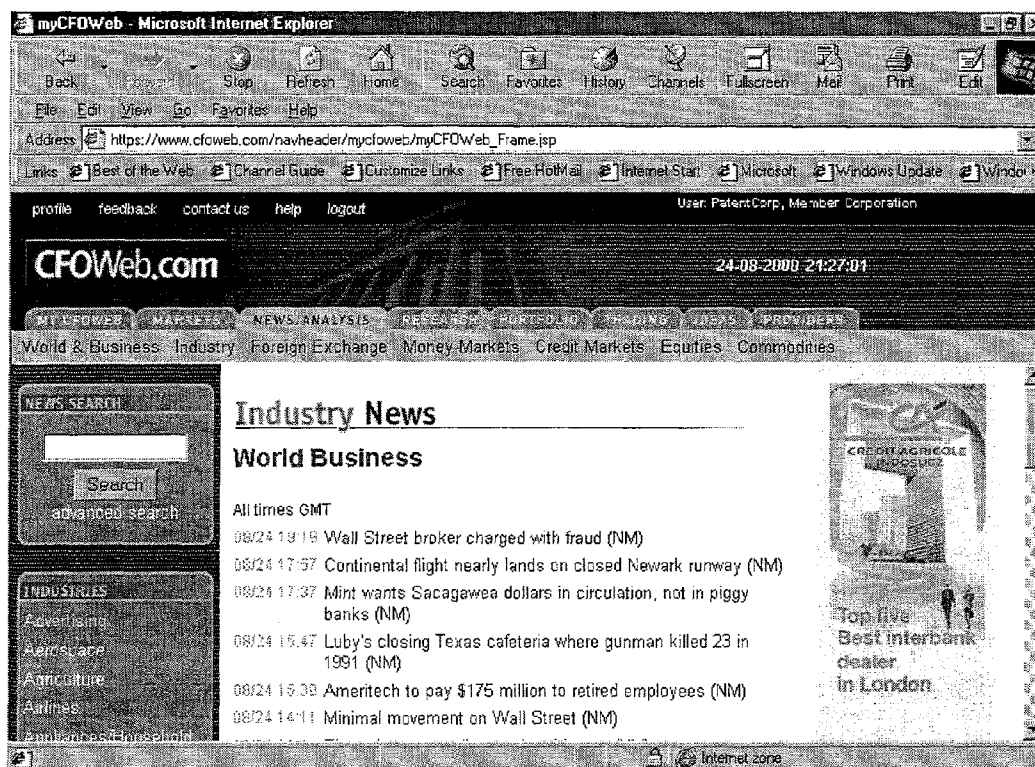 myCFOWeb - Microsoft Internet Explorer
Back Forward Stop Refresh Home Search Favorites History Channels Fullscreen Mail Print Edit
File Edit View Go Favorites Help
Address https://www.cfoweb.com/navheader/mycfoweb/myCFOWeb_Frame.jsp
Links Best of the Web Channel Guide Customize Links Free HotMail Internet Start Microsoft Windows Update Window
profile feedback contact us help logout User: PatentCorp, Member Corporation
CFOWeb.com
24-08-2000 21:27:01
MY CFOWEB MARKETS NEWS ANALYSIS RESEARCH PORTFOLIO TRADING TOOLS PROVIDERS
World & Business Industry Foreign Exchange Money Markets Credit Markets Equities Commodities
NEWS SEARCH
Search
advanced search
INDUSTRIES
Advertising
Aerospace
Agriculture
Airlines
Appliances/Household
Industry News
World Business
All times GMT
08/24 19:19 Wall Street broker charged with fraud (NM)
Continental flight nearly lands on closed Newark runway (NM)
08/24 17:37 Mint wants Sacagawea dollars in circulation, not in piggy
banks (NM)
08/24 15:47 Luby's closing Texas cafeteria where gunman killed 23 in
1991 (NM)
Ameritech to pay $175 million to retired employees (NM)
08/24 14:11 Minimal movement on Wall Street (NM)
CREDIT AGRICOLE
INDOSUEZ
Top five
Best interbank
dealer
in London
Internet zone